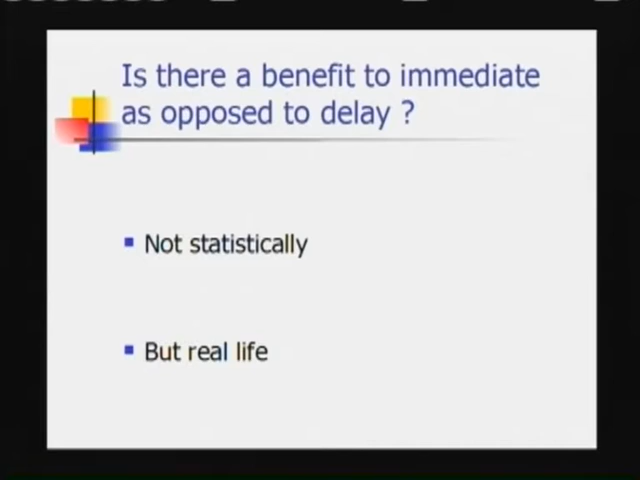 Is there a benefit to immediate
as opposed to delay ?
Not statistically
But real life